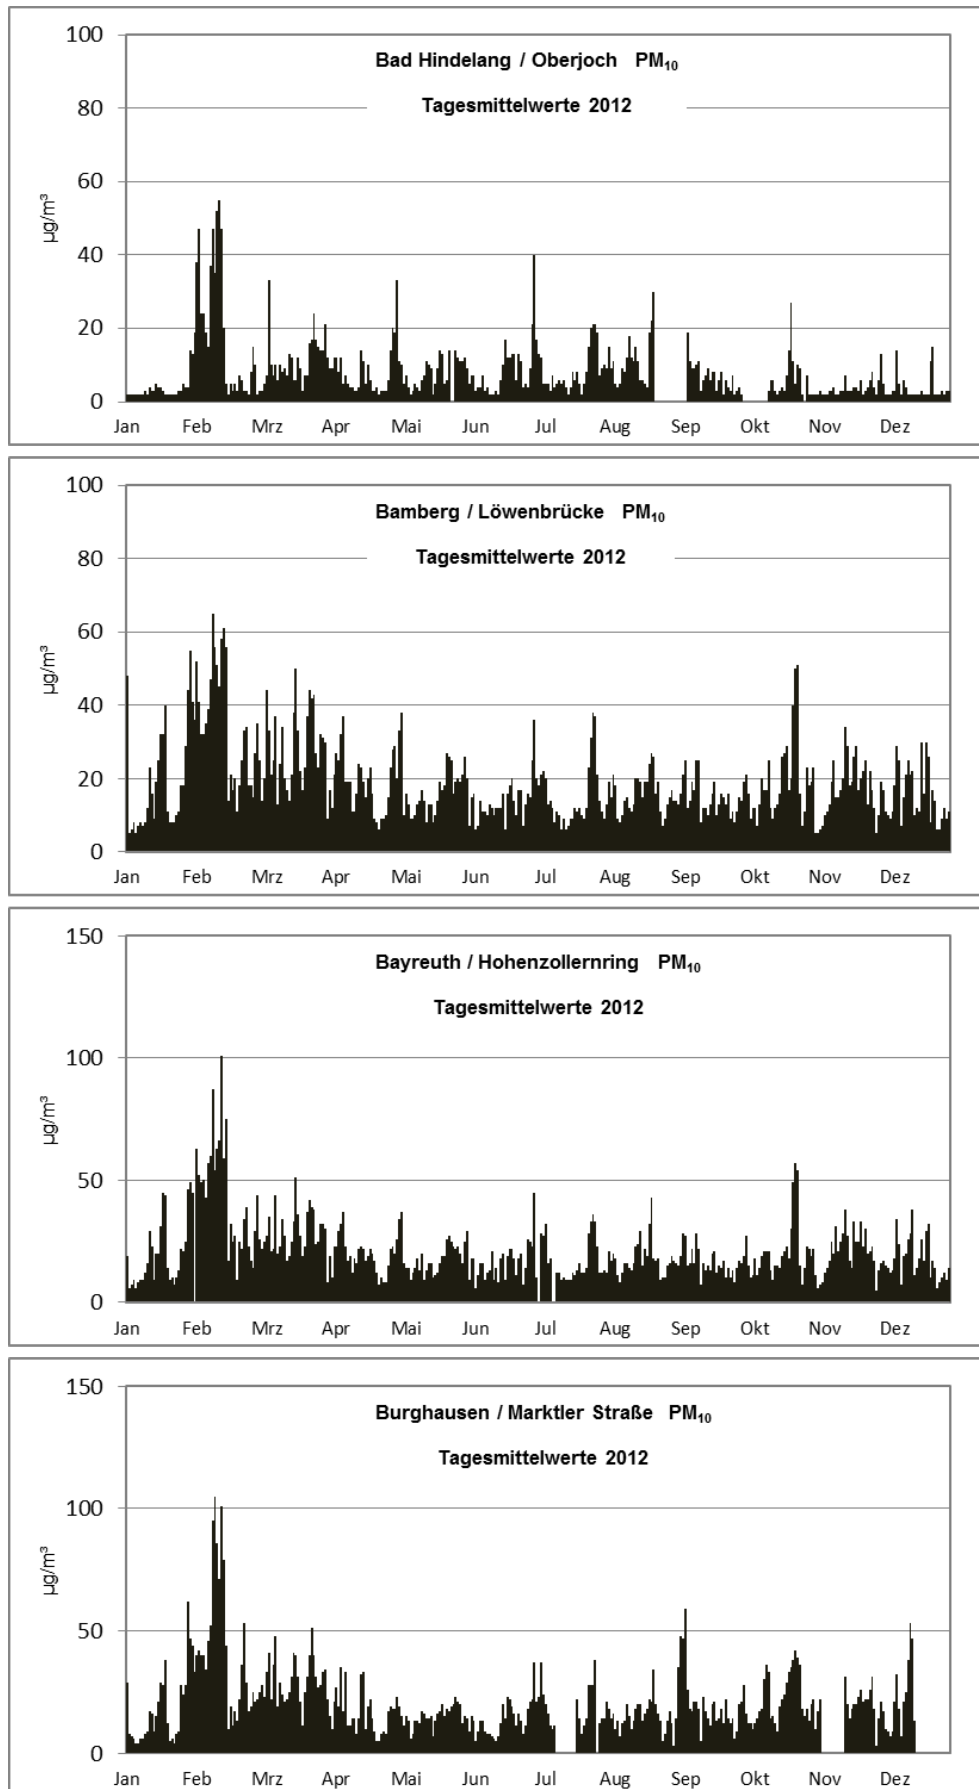 100
Bad Hindelang / Oberjoch PM₁₀
80
Tagesmittelwerte 2012
60
µg/m³
40
20
0
Jan Feb Mrz Apr Mai Jun Jul Aug Sep Okt Nov Dez
100
Bamberg / Löwenbrücke PM₁₀
80
Tagesmittelwerte 2012
60
µg/m³
40
20
0
Jan Feb Mrz Apr Mai Jun Jul Aug Sep Okt Nov Dez
150
Bayreuth / Hohenzollernring PM₁₀
Tagesmittelwerte 2012
100
µg/m³
50
0
Jan Feb Mrz Apr Mai Jun Jul Aug Sep Okt Nov Dez
150
Burghausen / Marktler Straße PM₁₀
Tagesmittelwerte 2012
100
µg/m³
50
0
Jan Feb Mrz Apr Mai Jun Jul Aug Sep Okt Nov Dez